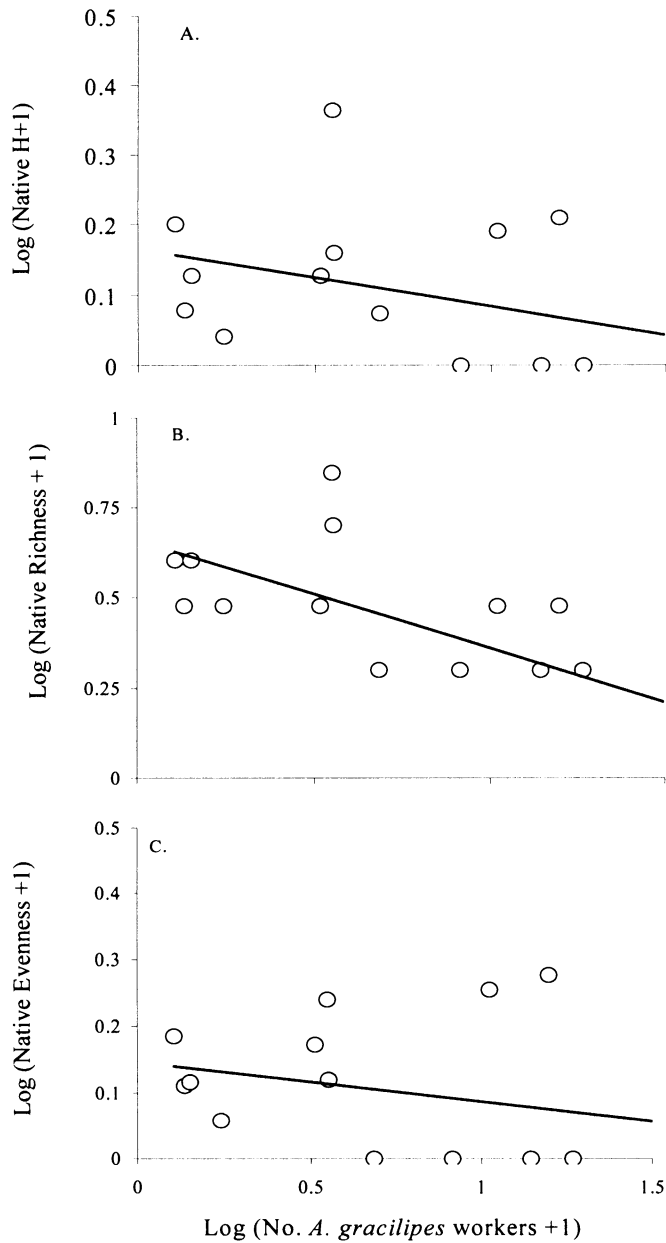 A.
0.5
0.4
0.3
0.2
0.1
0
Log (Native H+1)
B.
1
0.75
0.5
0.25
0
Log (Native Richness + 1)
C.
0.5
0.4
0.3
0.2
0.1
0
Log (Native Evenness +1)
0 0.5 1 1.5
Log (No. A. gracilipes workers +1)